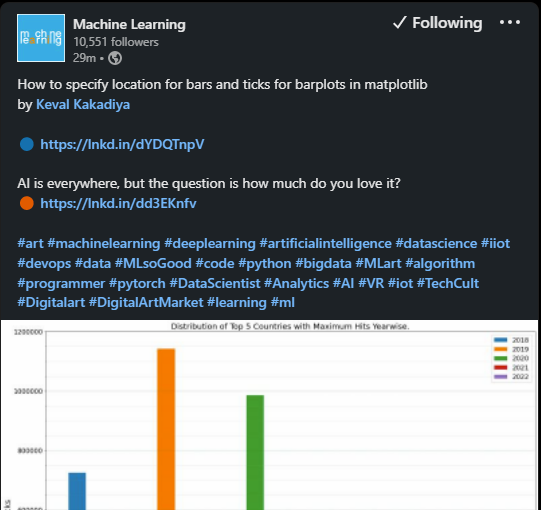 mchne
learnig
Machine Learning
Following
10,551 followers
29m •
How to specify location for bars and ticks for barplots in matplotlib
by Keval Kakadiya
https://lnkd.in/dYDQTnpV
AI is everywhere, but the question is how much do you love it?
https://lnkd.in/dd3EKnfv
#art #machinelearning #deeplearning #artificialintelligence #datascience #iiot
#devops #data #MLsoGood #code #python #bigdata #MLart #algorithm
#programmer #pytorch #DataScientist #Analytics #AI #VR #iot #TechCult
#Digitalart #DigitalArtMarket #learning #ml
Distribution of Top 5 Countries with Maximum Hits Yearwise.
1200000
2018
2019
2020
2021
2022
1000000
800000